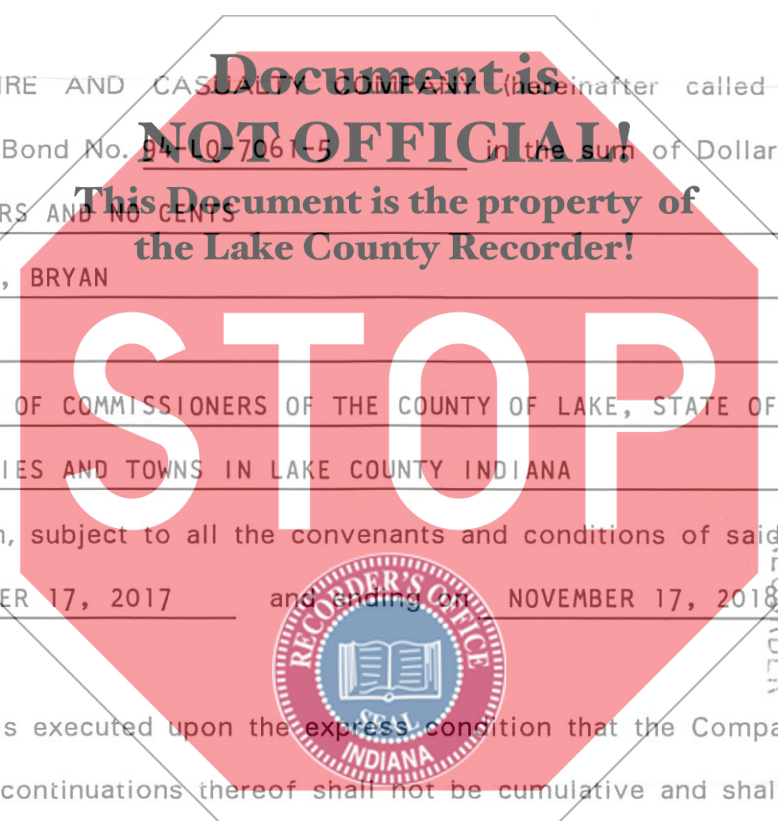 Document is
IRE AND CASUALTY COMPANY (hereinafter called
NOT OFFICIAL!
Bond No. 94-LQ-7061-5 in the sum of Dollar
This Document is the property of
RS AND NO CENTS
the Lake County Recorder!
, BRYAN
STOP
OF COMMISSIONERS OF THE COUNTY OF LAKE, STATE OF
IES AND TOWNS IN LAKE COUNTY INDIANA
, subject to all the convenants and conditions of said
ER 17, 2017 and ending on NOVEMBER 17, 2018
RECORDER'S OFFICE
SEAL
INDIANA
s executed upon the express condition that the Compa
continuations thereof shall not be cumulative and shal